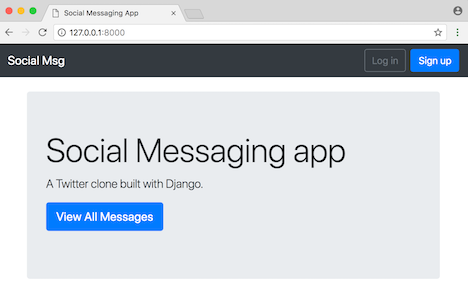 Social Messaging App
127.0.0.1:8000
Social Msg
Log in
Sign up
Social Messaging app
A Twitter clone built with Django.
View All Messages